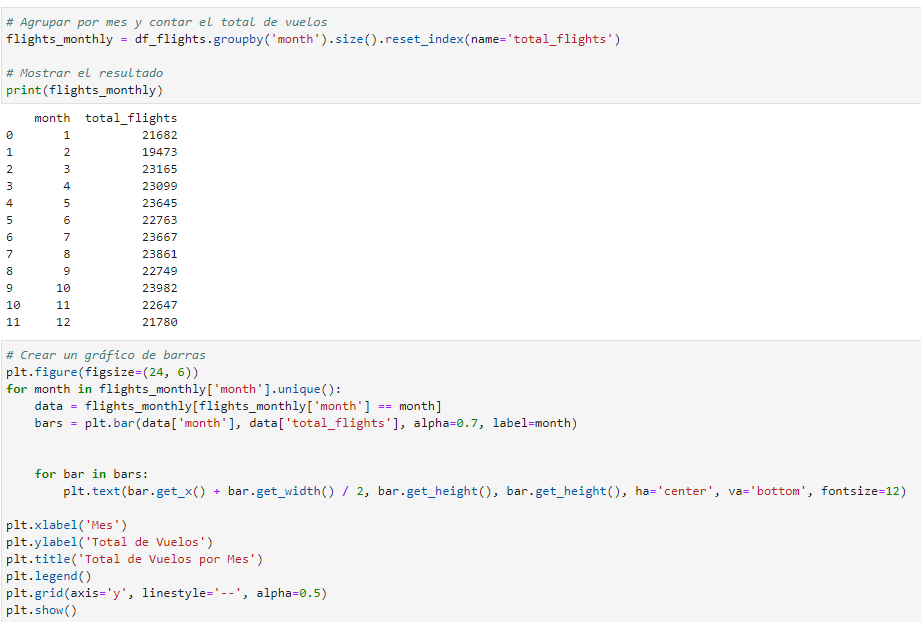 # Agrupar por mes y contar el total de vuelos
flights_monthly = df_flights.groupby('month').size().reset_index(name='total_flights')
# Mostrar el resultado
print(flights_monthly)
    month  total_flights
0       1          21682
1       2          19473
2       3          23165
3       4          23099
4       5          23645
5       6          22763
6       7          23667
7       8          23861
8       9          22749
9      10          23982
10     11          22647
11     12          21780
# Crear un gráfico de barras
plt.figure(figsize=(24, 6))
for month in flights_monthly['month'].unique():
    data = flights_monthly[flights_monthly['month'] == month]
    bars = plt.bar(data['month'], data['total_flights'], alpha=0.7, label=month)
    for bar in bars:
        plt.text(bar.get_x() + bar.get_width() / 2, bar.get_height(), bar.get_height(), ha='center', va='bottom', fontsize=12)
plt.xlabel('Mes')
plt.ylabel('Total de Vuelos')
plt.title('Total de Vuelos por Mes')
plt.legend()
plt.grid(axis='y', linestyle='--', alpha=0.5)
plt.show()